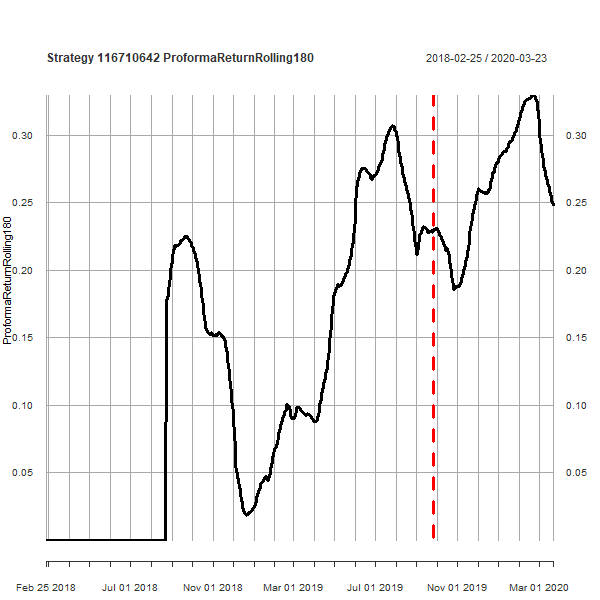 Strategy 116710642 ProformaReturnRolling180
2018-02-25 / 2020-03-23
ProformaReturnRolling180
0.30
0.25
0.20
0.15
0.10
0.05
0.30
0.25
0.20
0.15
0.10
0.05
Feb 25 2018
Jul 01 2018
Nov 01 2018
Mar 01 2019
Jul 01 2019
Nov 01 2019
Mar 01 2020